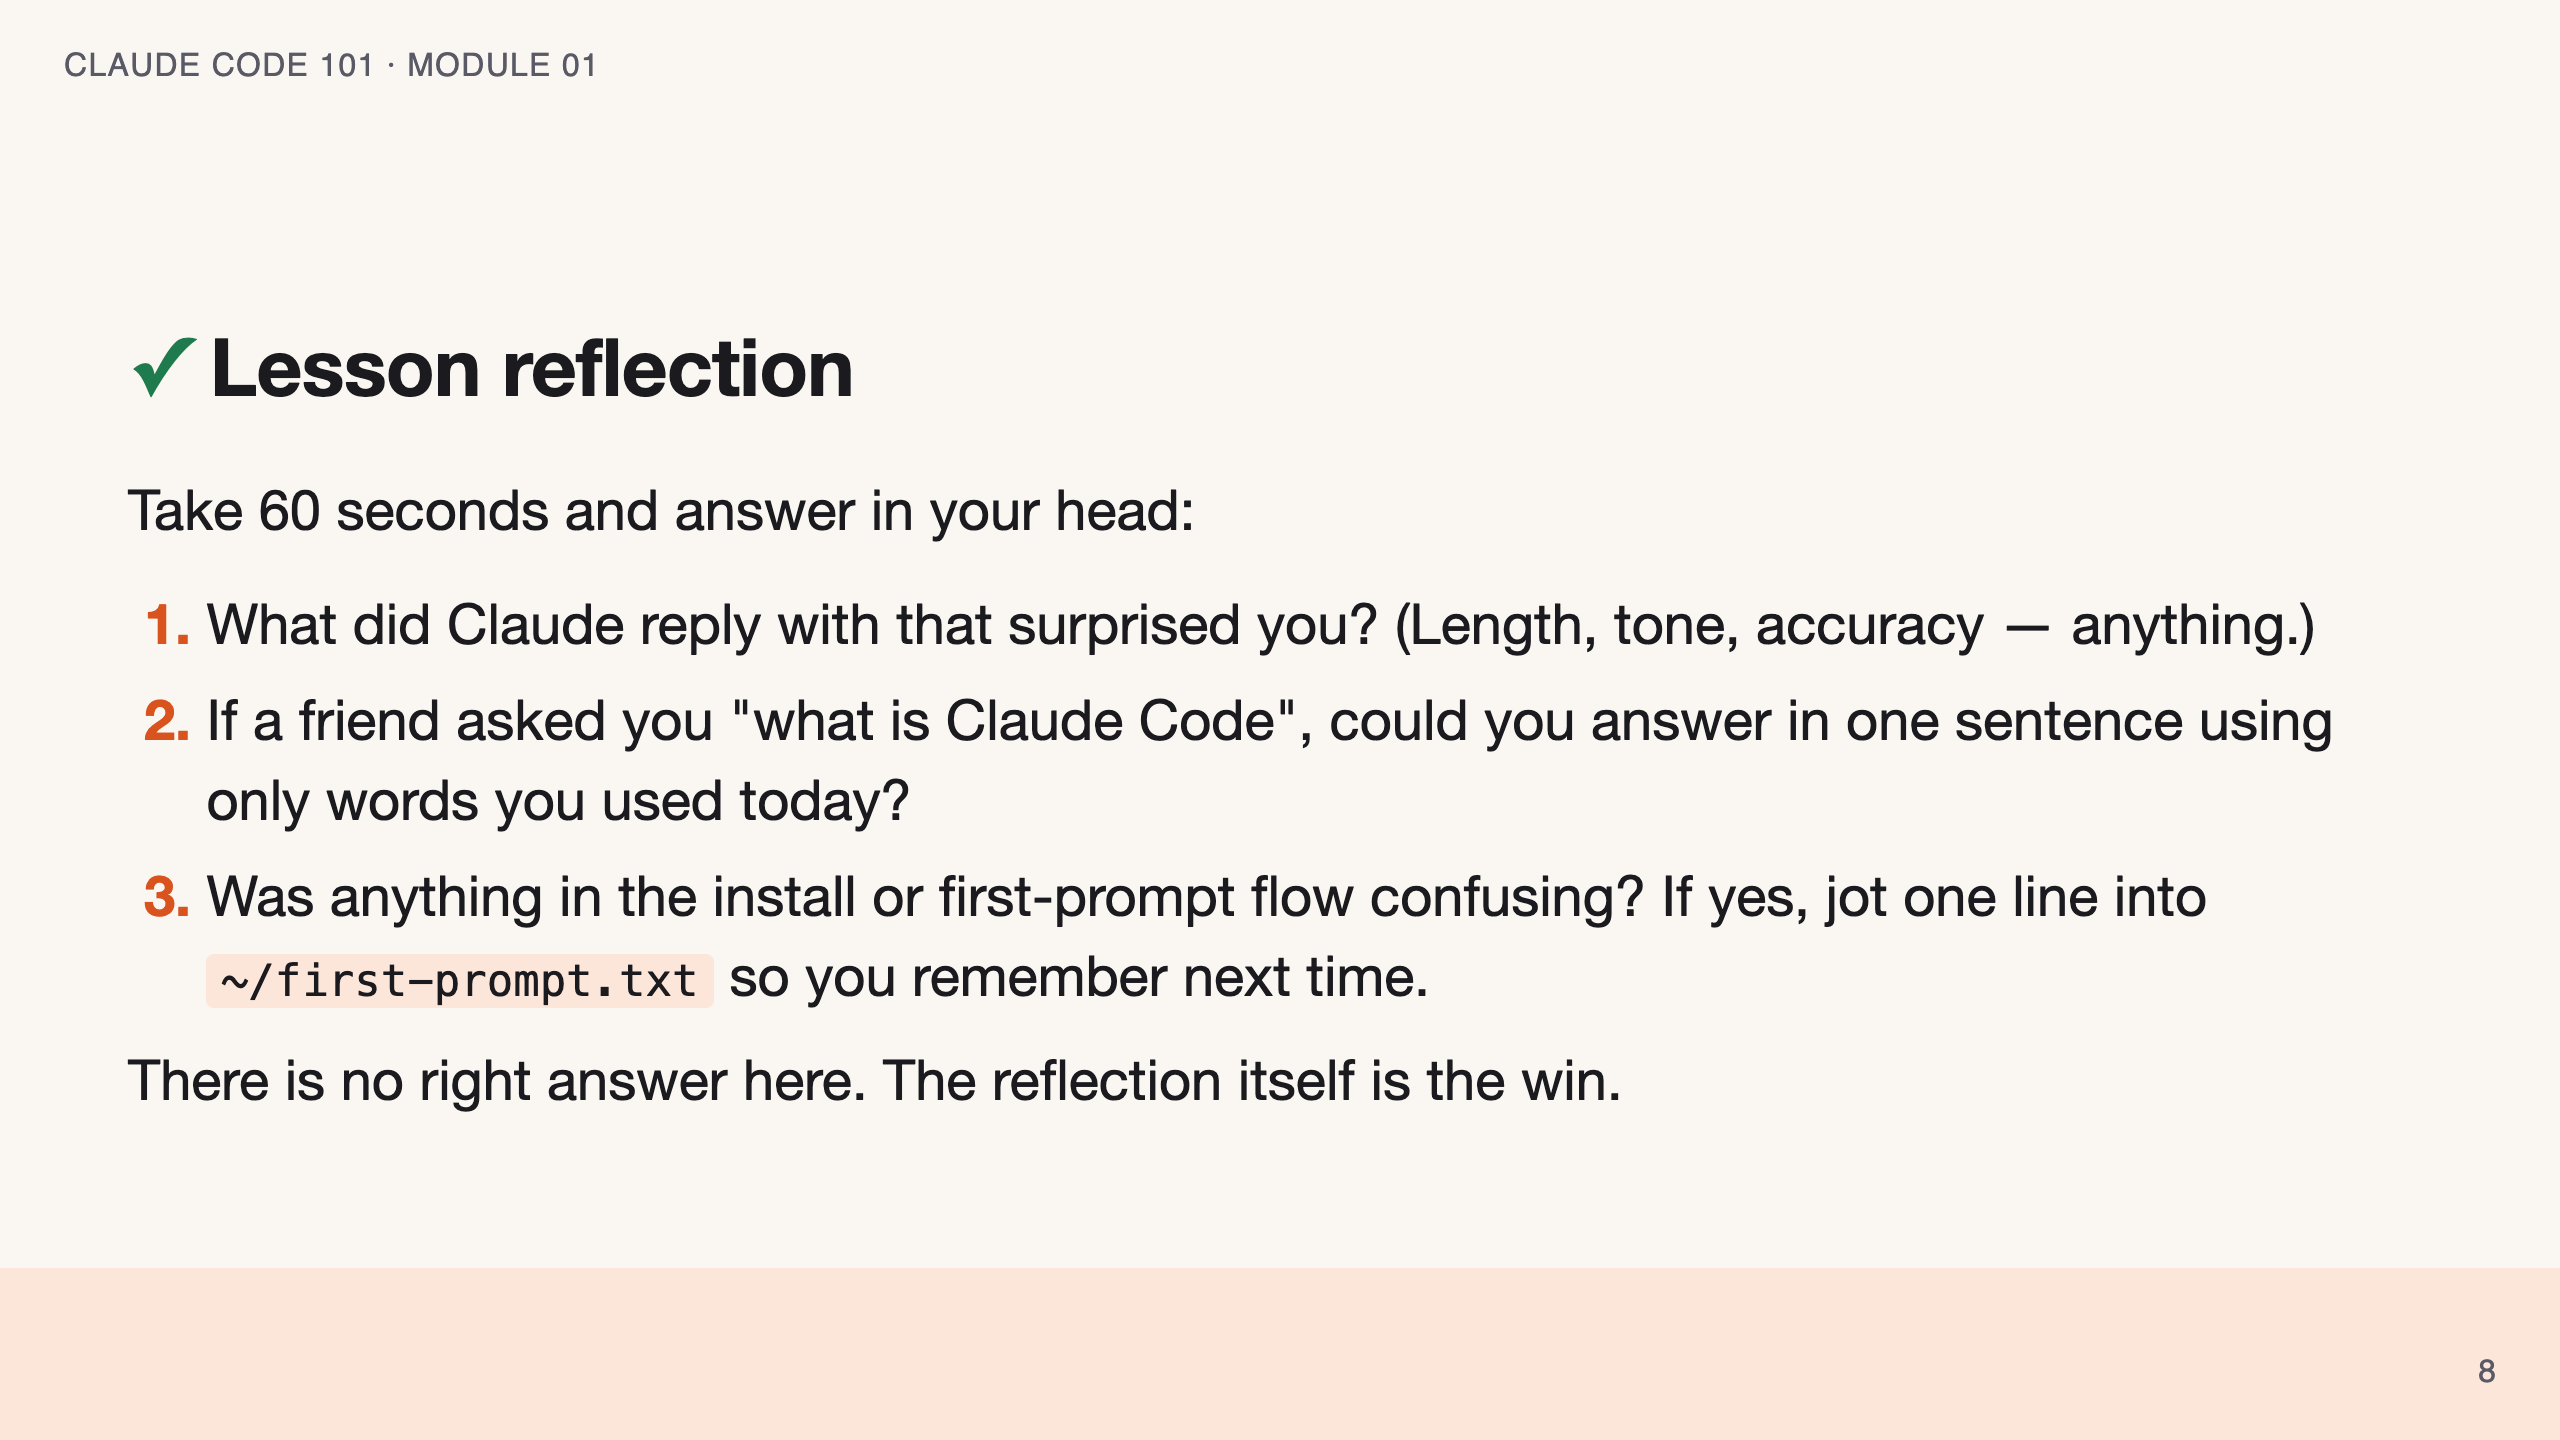 CLAUDE CODE 101 · MODULE 01
✓ Lesson reflection
Take 60 seconds and answer in your head:
1. What did Claude reply with that surprised you? (Length, tone, accuracy — anything.)
2. If a friend asked you "what is Claude Code", could you answer in one sentence using
only words you used today?
3. Was anything in the install or first-prompt flow confusing? If yes, jot one line into
~/first-prompt.txt so you remember next time.
There is no right answer here. The reflection itself is the win.
8